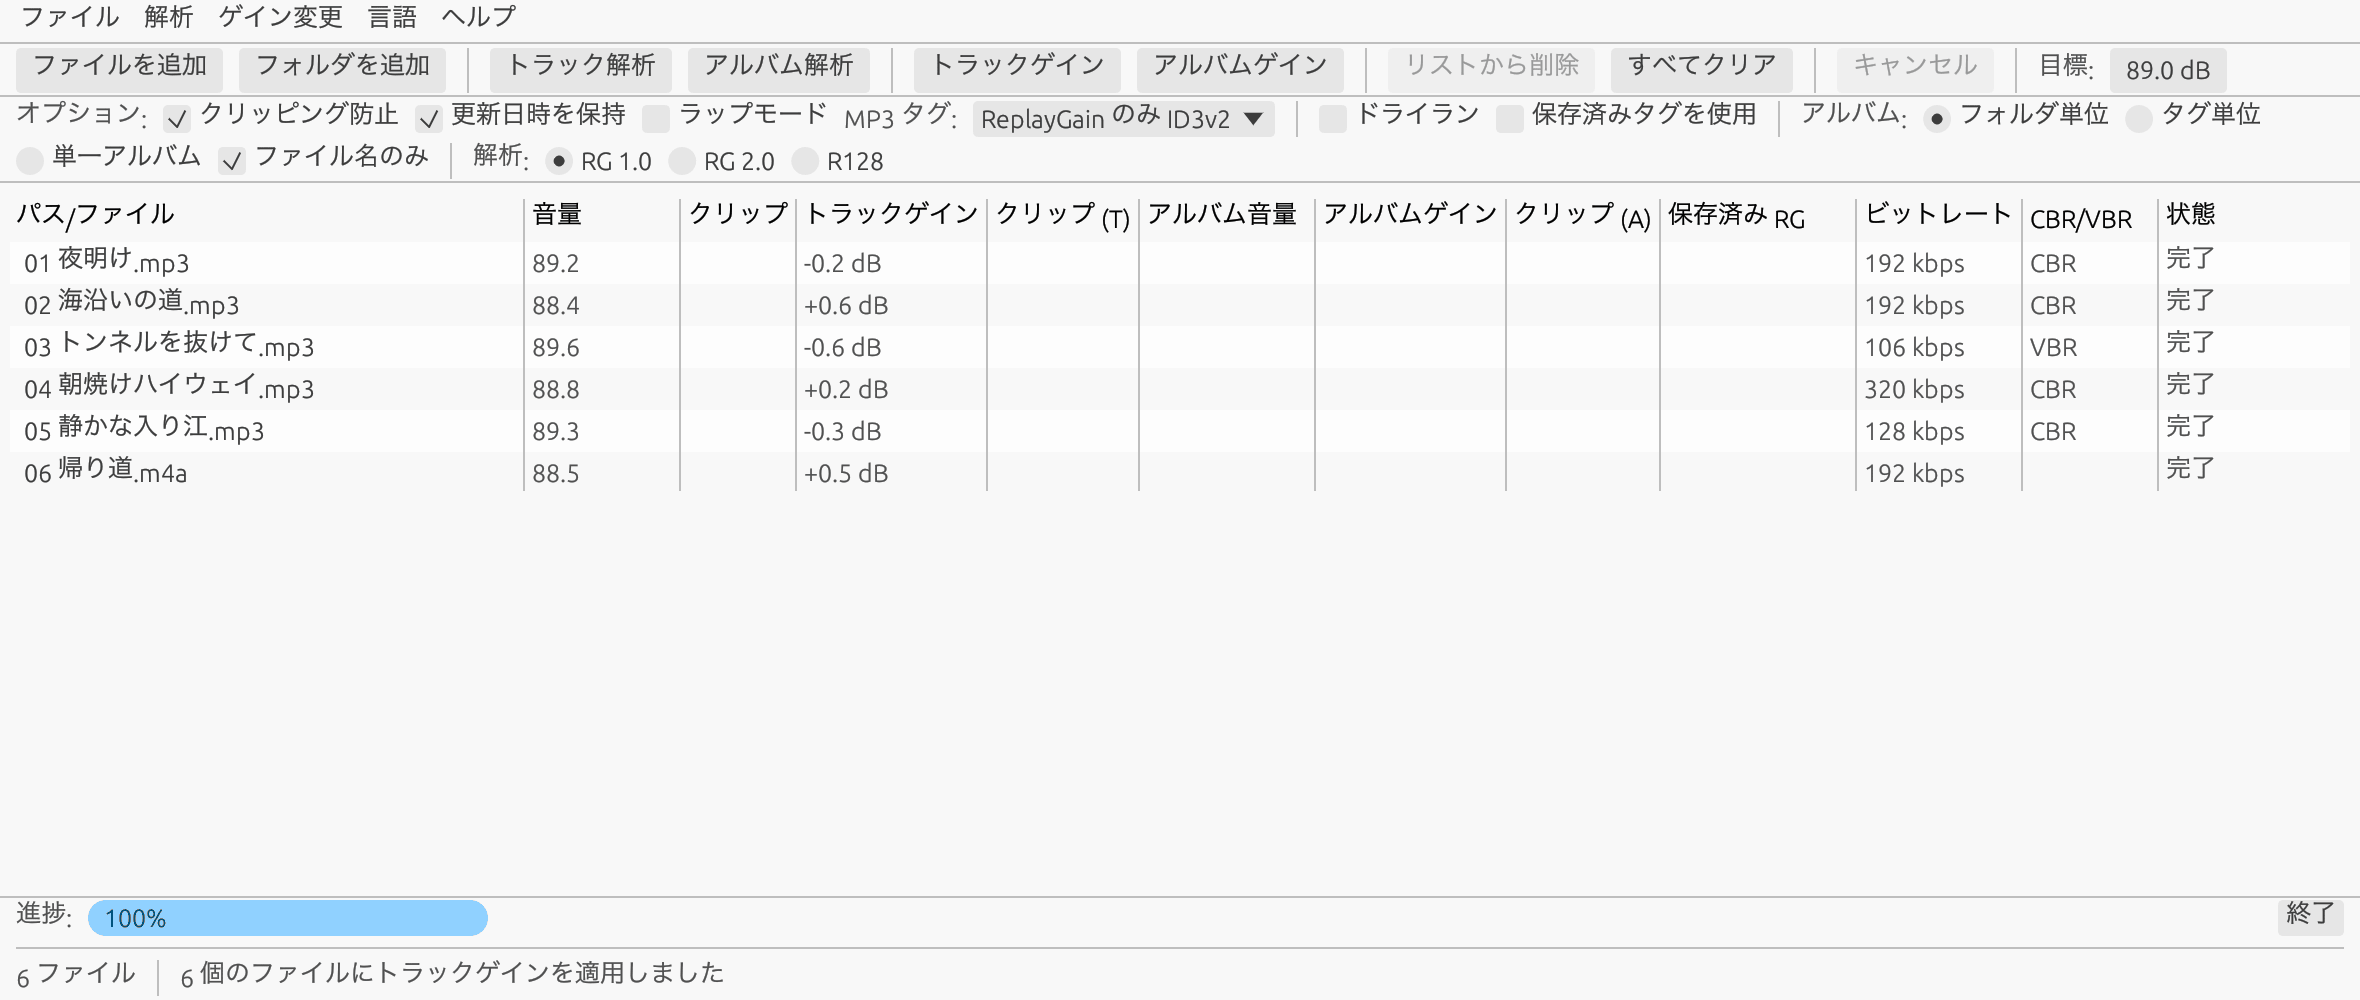 ファイル 解析 ゲイン変更 言語 ヘルプ
ファイルを追加 フォルダを追加 トラック解析 アルバム解析 トラックゲイン アルバムゲイン リストから削除 すべてクリア キャンセル 目標: 89.0 dB
オプション: クリッピング防止 更新日時を保持 ラップモード MP3 タグ: ReplayGain のみ ID3v2 ドライラン 保存済みタグを使用 アルバム: フォルダ単位 タグ単位
単一アルバム ファイル名のみ 解析: RG 1.0 RG 2.0 R128
パス/ファイル 音量 クリップ トラックゲイン クリップ (T) アルバム音量 アルバムゲイン クリップ (A) 保存済み RG ビットレート CBR/VBR 状態
01 夜明け.mp3 89.2 -0.2 dB 192 kbps CBR 完了
02 海沿いの道.mp3 88.4 +0.6 dB 192 kbps CBR 完了
03 トンネルを抜けて.mp3 89.6 -0.6 dB 106 kbps VBR 完了
04 朝焼けハイウェイ.mp3 88.8 +0.2 dB 320 kbps CBR 完了
05 静かな入り江.mp3 89.3 -0.3 dB 128 kbps CBR 完了
06 帰り道.m4a 88.5 +0.5 dB 192 kbps 完了
進捗: 100% 終了
6 ファイル 6 個のファイルにトラックゲインを適用しました